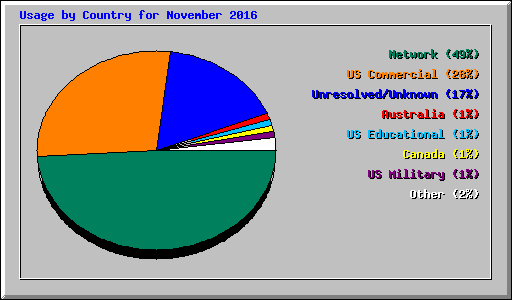 Usage by Country for November 2016
Network (49%)
US Commercial (28%)
Unresolved/Unknown (17%)
Australia (1%)
US Educational (1%)
Canada (1%)
US Military (1%)
Other (2%)